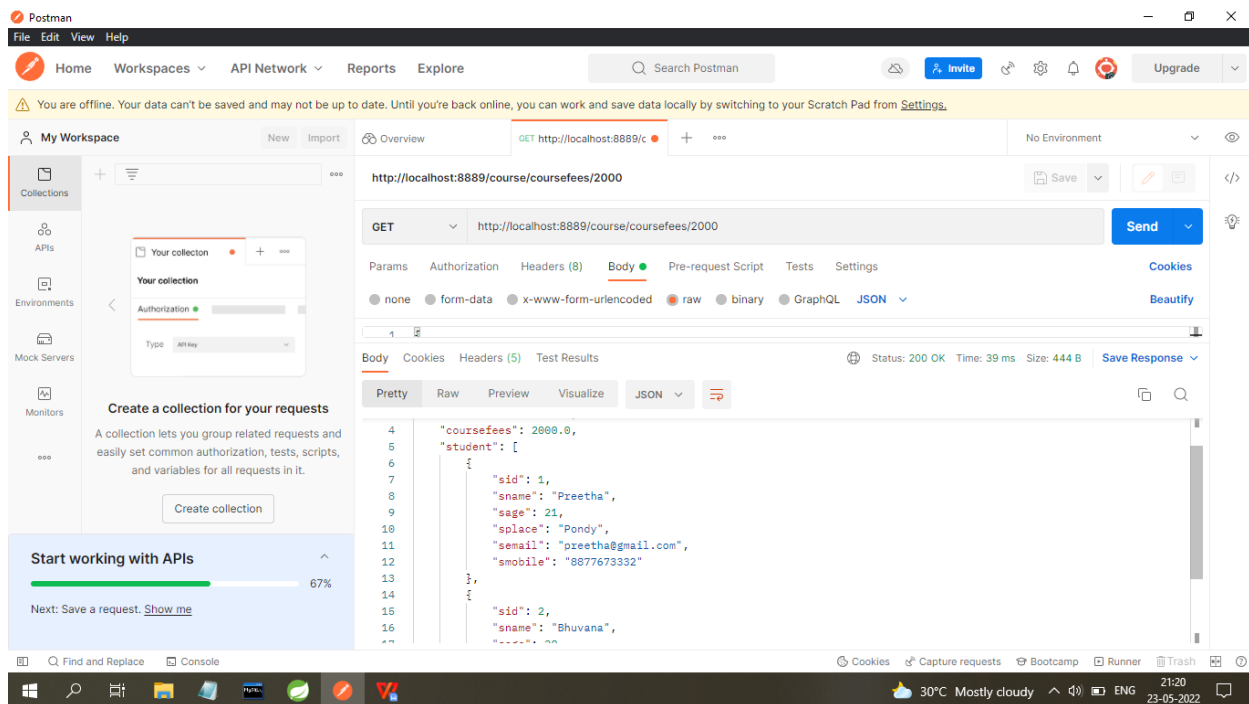 Postman
File Edit View Help
Home Workspaces API Network Reports Explore Search Postman Invite Upgrade
You are offline. Your data can't be saved and may not be up to date. Until you're back online, you can work and save data locally by switching to your Scratch Pad from Settings.
My Workspace New Import Overview GET http://localhost:8889/c No Environment
Collections
APIs
Environments
Mock Servers
Monitors
Your collecton
Your collection
Authorization
Type API Key
Create a collection for your requests
A collection lets you group related requests and
easily set common authorization, tests, scripts,
and variables for all requests in it.
Create collection
Start working with APIs
67%
Next: Save a request. Show me
http://localhost:8889/course/coursefees/2000 Save
GET http://localhost:8889/course/coursefees/2000 Send
Params Authorization Headers (8) Body Pre-request Script Tests Settings Cookies
none form-data x-www-form-urlencoded raw binary GraphQL JSON Beautify
1
Body Cookies Headers (5) Test Results Status: 200 OK Time: 39 ms Size: 444 B Save Response
Pretty Raw Preview Visualize JSON
4 "coursefees": 2000.0,
5 "student": [
6 {
7 "sid": 1,
8 "sname": "Preetha",
9 "sage": 21,
10 "splace": "Pondy",
11 "semail": "preetha@gmail.com",
12 "smobile": "8877673332"
13 },
14 {
15 "sid": 2,
16 "sname": "Bhuvana",
Find and Replace Console Cookies Capture requests Bootcamp Runner Trash
30°C Mostly cloudy ENG 21:20
23-05-2022